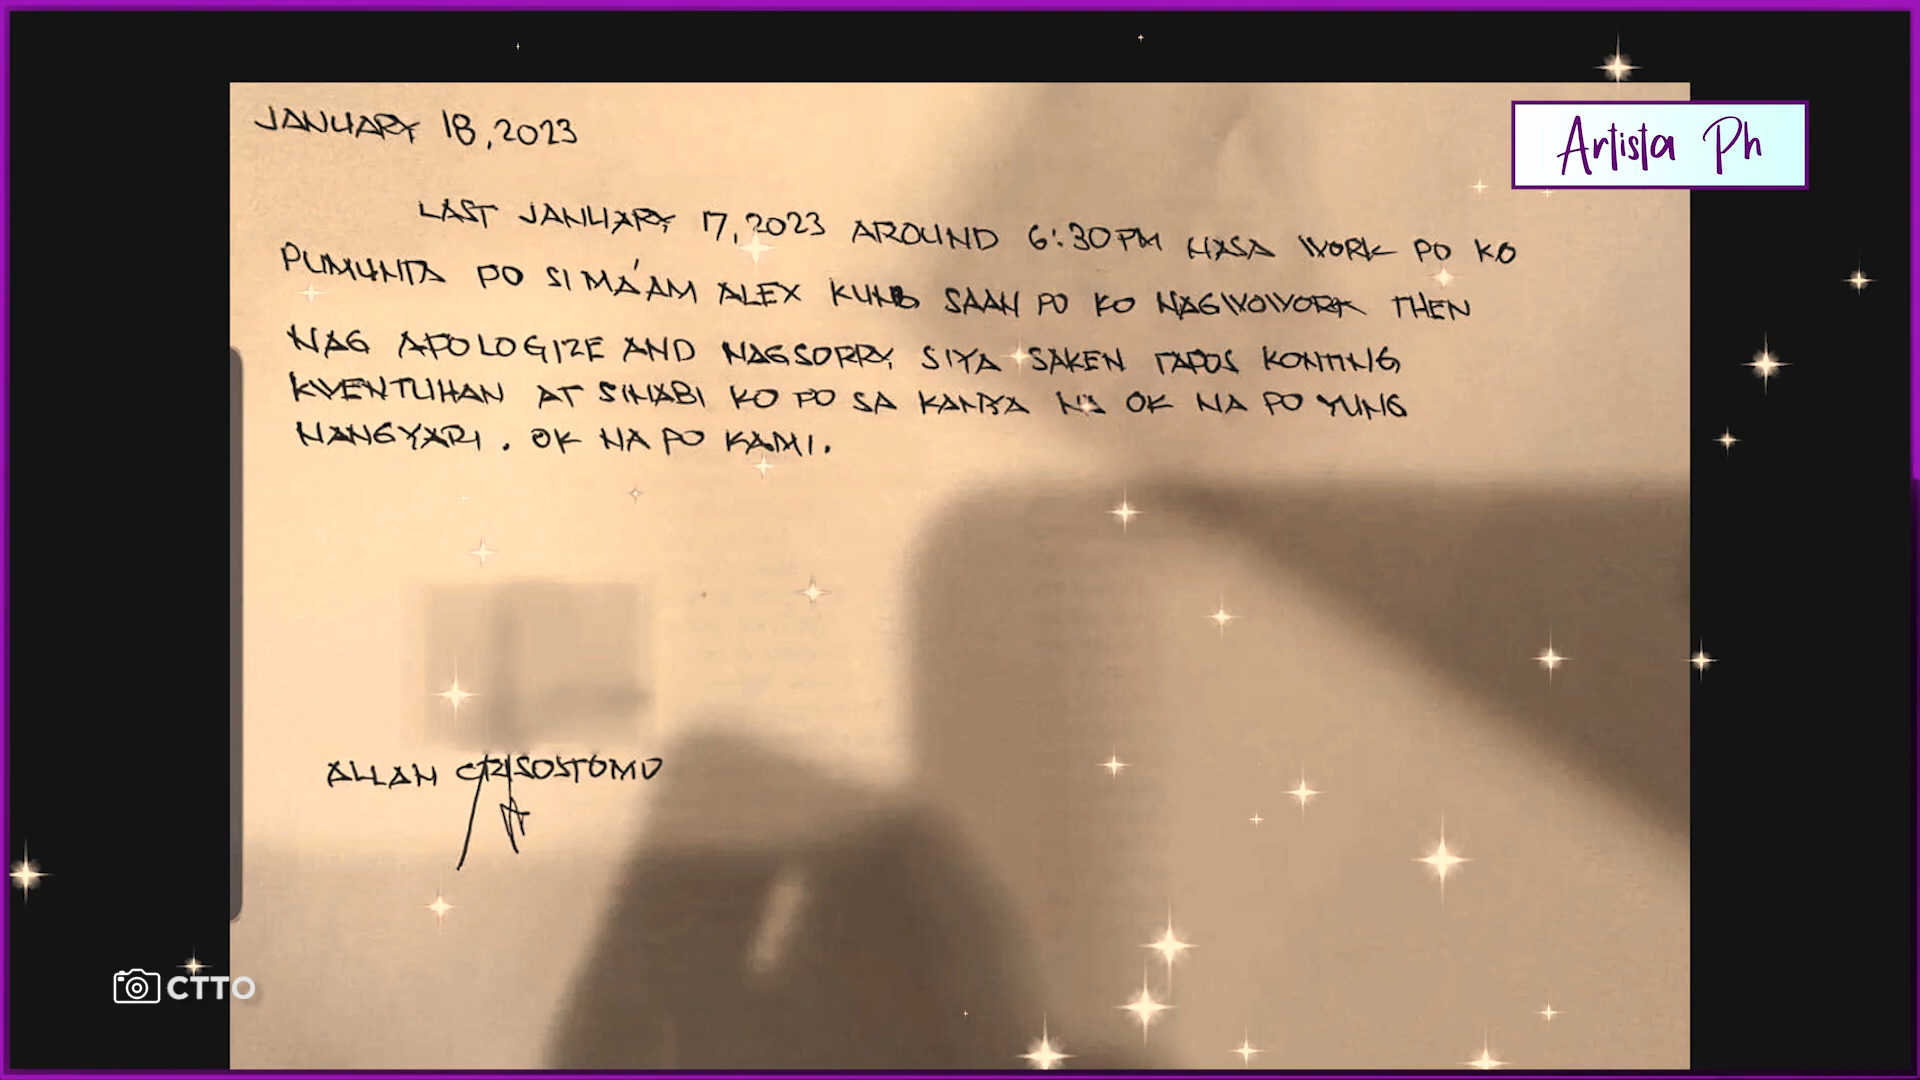 JANUARY 18, 2023
Artista Ph
LAST JANUARY 17, 2023 AROUND 6:30PM NASA WORK PO KO
PUMUNTA PO SI MA'AM ALEX KUNG SAAN PO KO NAGWOWORK THEN
NAG APOLOGIZE AND NAGSORRY SIYA SAKEN TAPOS KONTING
KWENTUHAN AT SINABI KO PO SA KANYA NA OK NA PO YUNG
NANGYARI. OK NA PO KAMI.
ALLAN CRISOSTOMO
CTTO